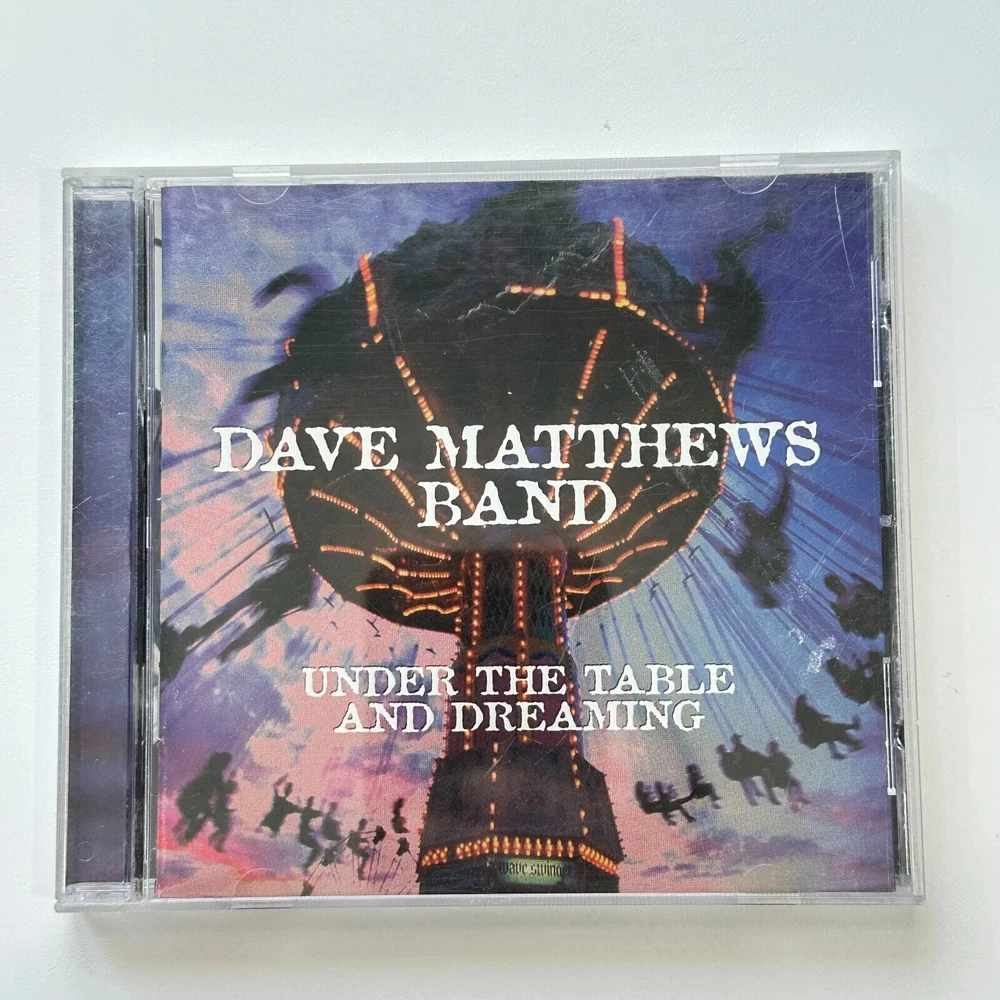 DAVE MATTHEWS
BAND
UNDER THE TABLE
AND DREAMING
wave swinger